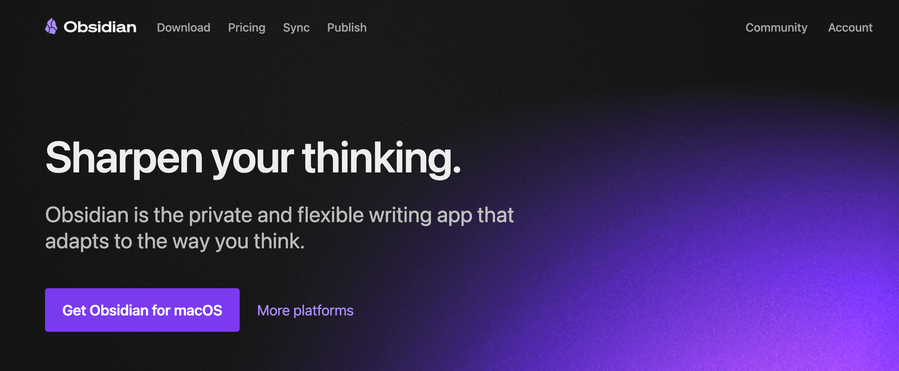 Obsidian Download Pricing Sync Publish Community Account
Sharpen your thinking.
Obsidian is the private and flexible writing app that
adapts to the way you think.
Get Obsidian for macOS More platforms